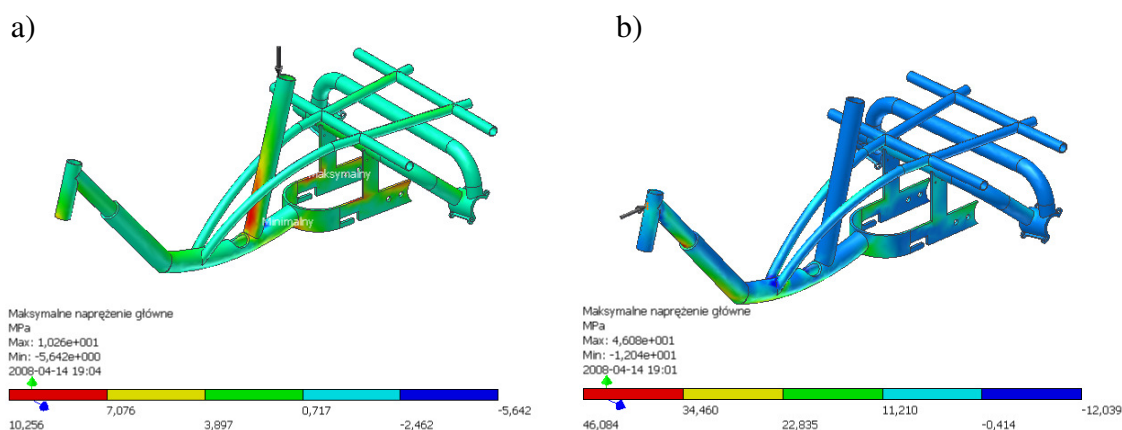 a)
b)
Maksymalny
Minimalny
Maksymalne naprężenie główne
MPa
Max: 1,026e+001
Min: -5,642e+000
2008-04-14 19:04
7,076
0,717
-5,642
10,256
3,897
-2,462
Maksymalne naprężenie główne
MPa
Max: 4,608e+001
Min: -1,204e+001
2008-04-14 19:01
34,460
11,210
-12,039
46,084
22,835
-0,414